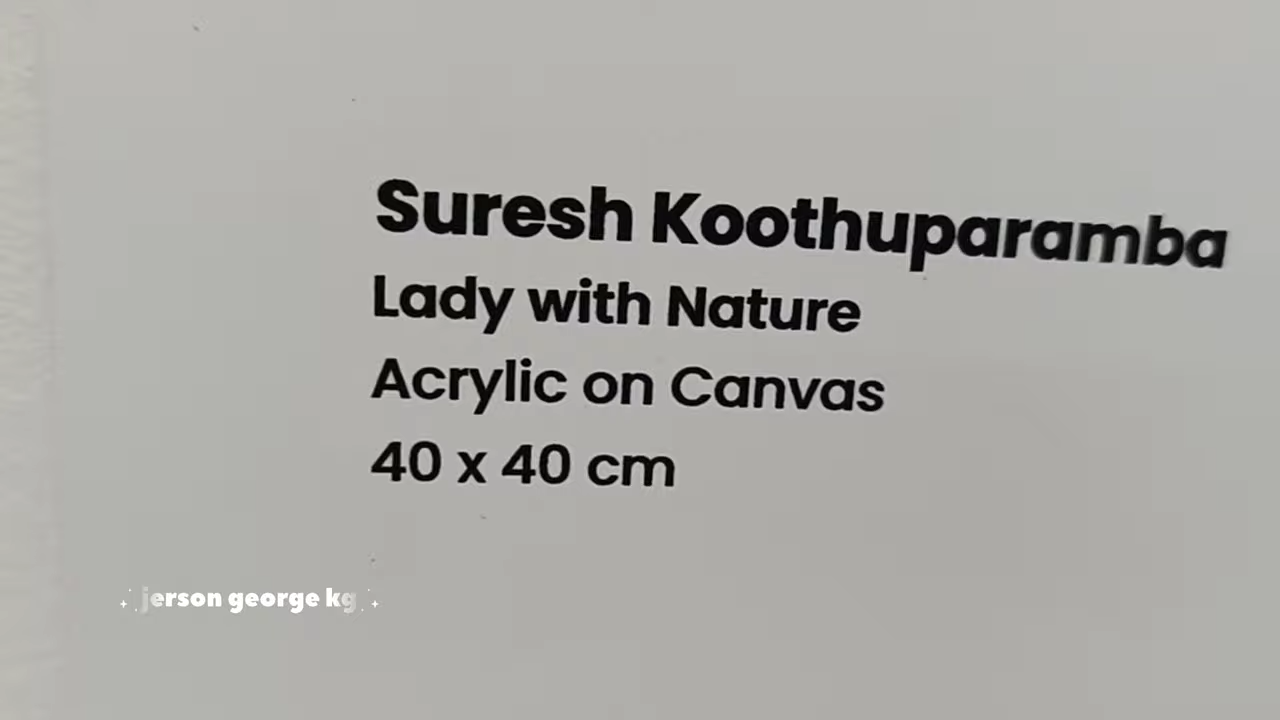 Suresh Koothuparamba
Lady with Nature
Acrylic on Canvas
40 x 40 cm
jerson george kg